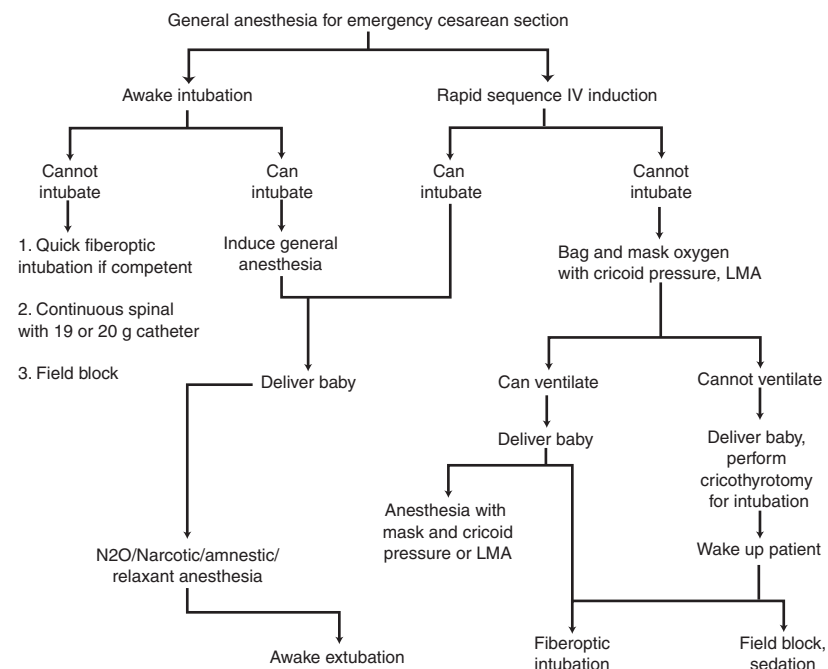 General anesthesia for emergency cesarean section
Awake intubation
Rapid sequence IV induction
Cannot
intubate
Can
intubate
Can
intubate
Cannot
intubate
1. Quick fiberoptic
intubation if competent
2. Continuous spinal
with 19 or 20 g catheter
3. Field block
Induce general
anesthesia
Bag and mask oxygen
with cricoid pressure, LMA
Deliver baby
Can ventilate
Cannot ventilate
Deliver baby
Deliver baby,
perform
cricothyrotomy
for intubation
Anesthesia with
mask and cricoid
pressure or LMA
Wake up patient
N2O/Narcotic/amnestic/
relaxant anesthesia
Awake extubation
Fiberoptic
intubation
Field block,
sedation